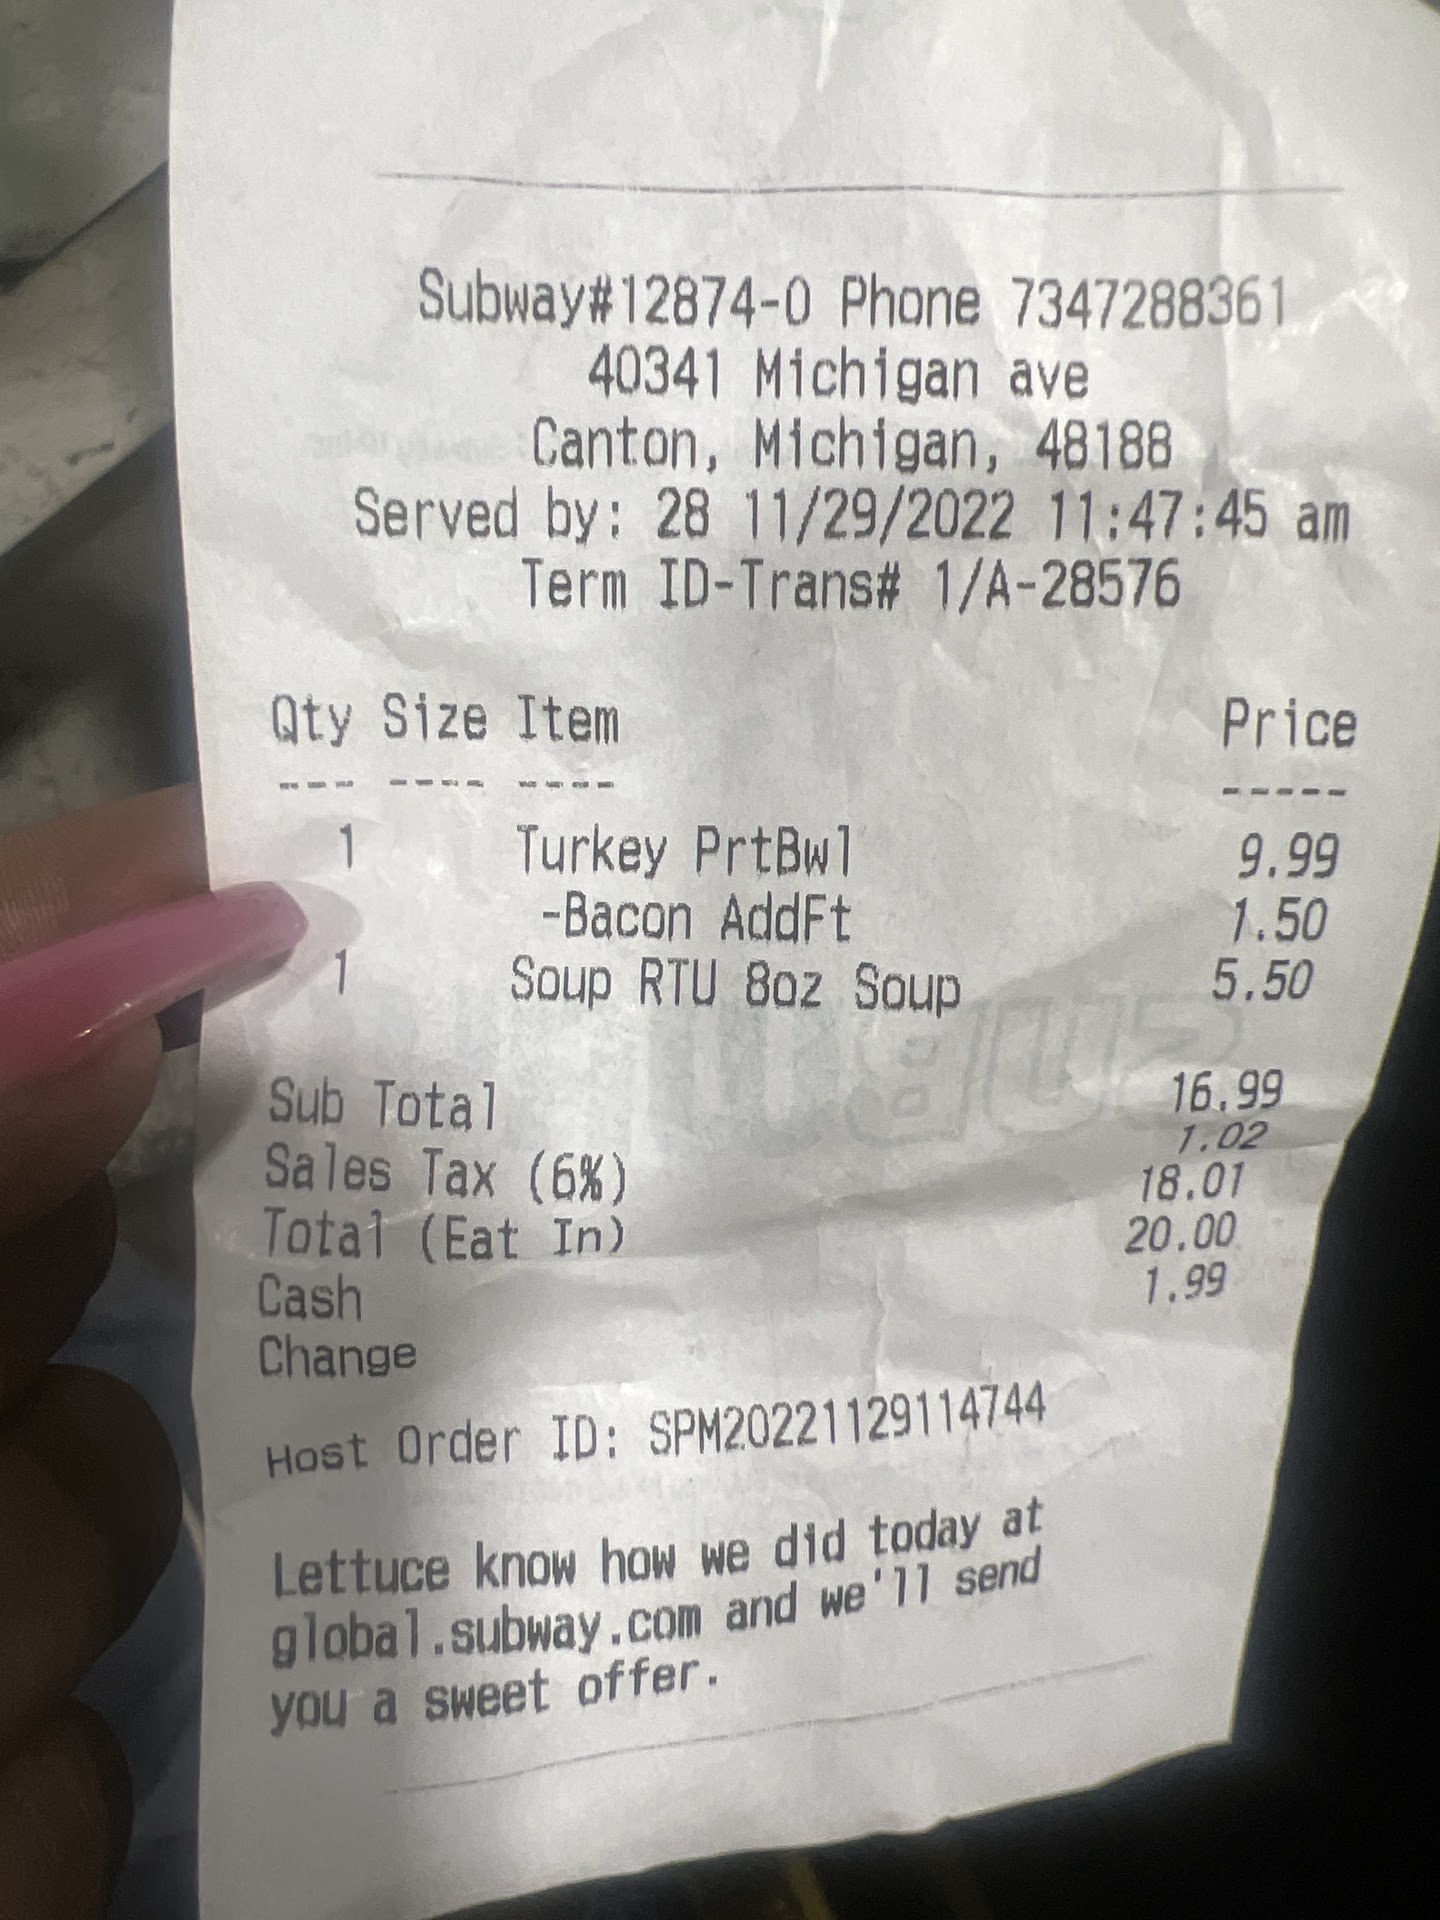 Subway#12874-0 Phone 7347288361
40341 Michigan ave
Canton, Michigan, 48188
Served by: 28 11/29/2022 11:47:45 am
Term ID-Trans# 1/A-28576
Qty Size Item Price
--- ---- ---- -----
1 Turkey PrtBwl 9.99
-Bacon AddFt 1.50
1 Soup RTU 8oz Soup 5.50
Sub Total 16.99
Sales Tax (6%) 1.02
Total (Eat In) 18.01
Cash 20.00
Change 1.99
Host Order ID: SPM20221129114744
Lettuce know how we did today at
global.subway.com and we'll send
you a sweet offer.